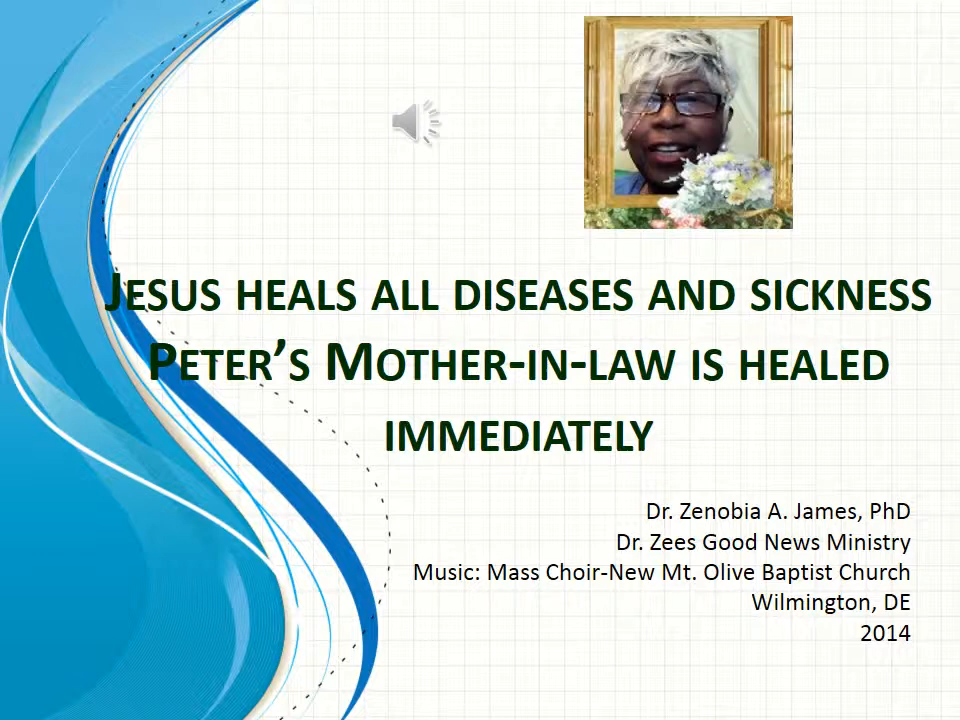 Jesus heals all diseases and sickness
Peter’s Mother-in-law is healed
immediately
Dr. Zenobia A. James, PhD
Dr. Zees Good News Ministry
Music: Mass Choir-New Mt. Olive Baptist Church
Wilmington, DE
2014